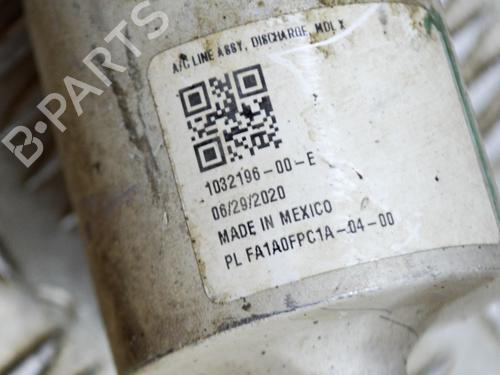 A/C LINE ASSY, DISCHARGE, MDL X
1032196-00-E
06/29/2020
MADE IN MEXICO
PL FA1A0FPC1A-04-00
B-PARTS